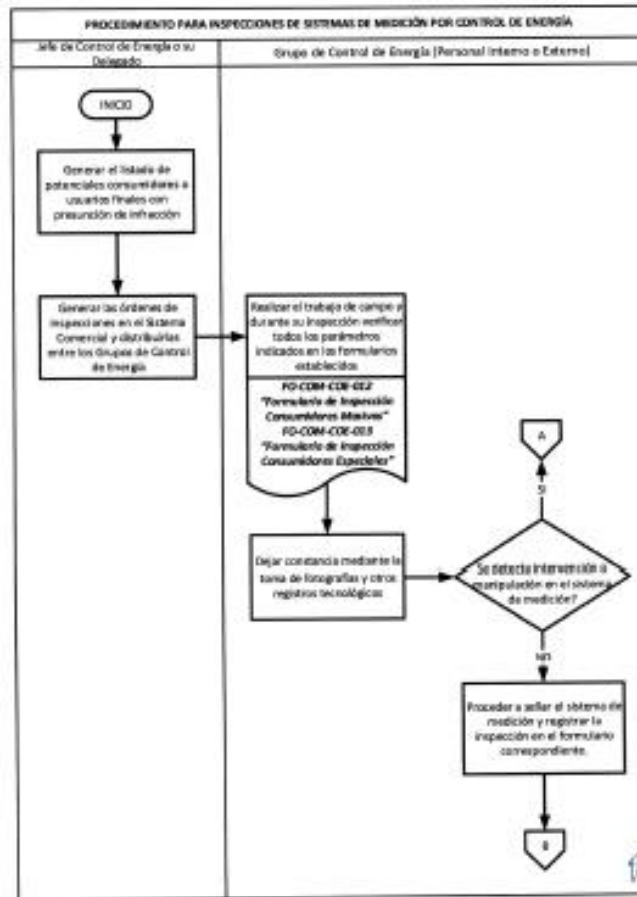 PROCEDIMIENTO PARA INSPECCIONES DE SISTEMAS DE MEDICIÓN POR CONTROL DE ENERGÍA
Jefe de Control de Energía o su
Delegado
Grupo de Control de Energía (Personal Interno o Externo)
INICIO
Generar el listado de
potenciales consumidores o
usuarios finales con
presunción de infracción
Generar las órdenes de
inspecciones en el Sistema
Comercial y distribuirlas
entre los Grupos de Control
de Energía
Realizar el trabajo de campo y
durante su inspección verificar
todos los parámetros
indicados en los formularios
establecidos
FO-COM-COE-012
"Formulario de Inspección
Consumidores Masivos"
FO-COM-COE-013
"Formulario de Inspección
Consumidores Especiales"
Dejar constancia mediante la
toma de fotografías y otros
registros tecnológicos
A
SI
Se detecta intervención o
manipulación en el sistema
de medición?
NO
Proceder a sellar el sistema de
medición y registrar la
inspección en el formulario
correspondiente.
B